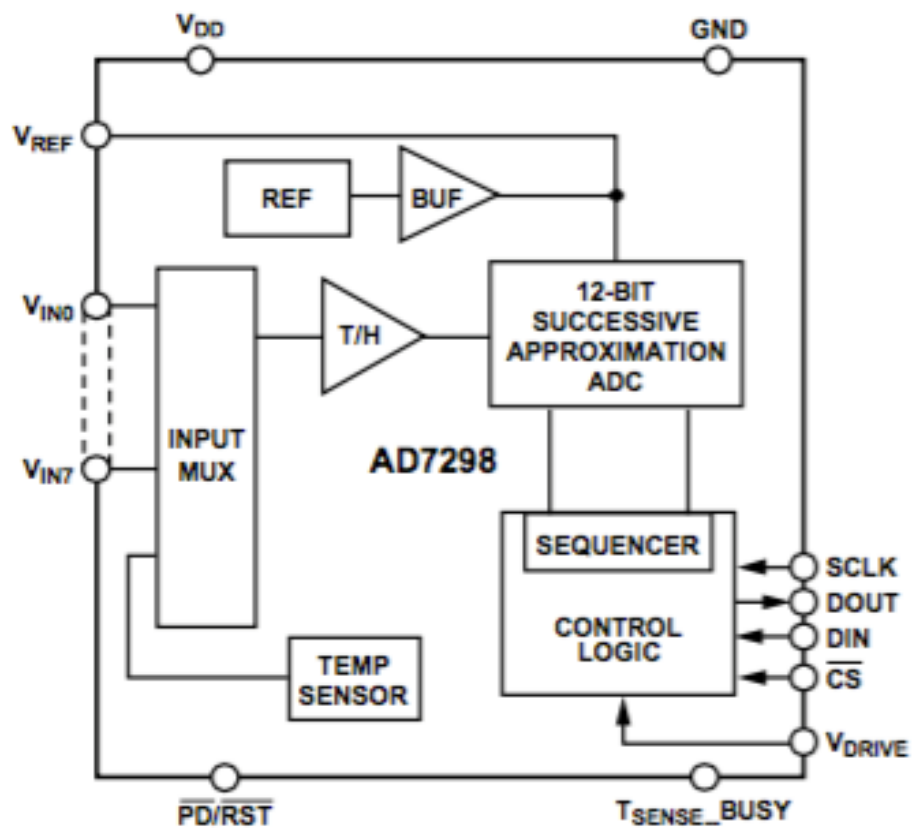 VDD
GND
VREF
REF
BUF
VIN0
12-BIT
SUCCESSIVE
APPROXIMATION
ADC
T/H
INPUT
MUX
AD7298
VIN7
SEQUENCER
SCLK
DOUT
CONTROL
LOGIC
DIN
CS
TEMP
SENSOR
VDRIVE
PD/RST
TSENSE_BUSY